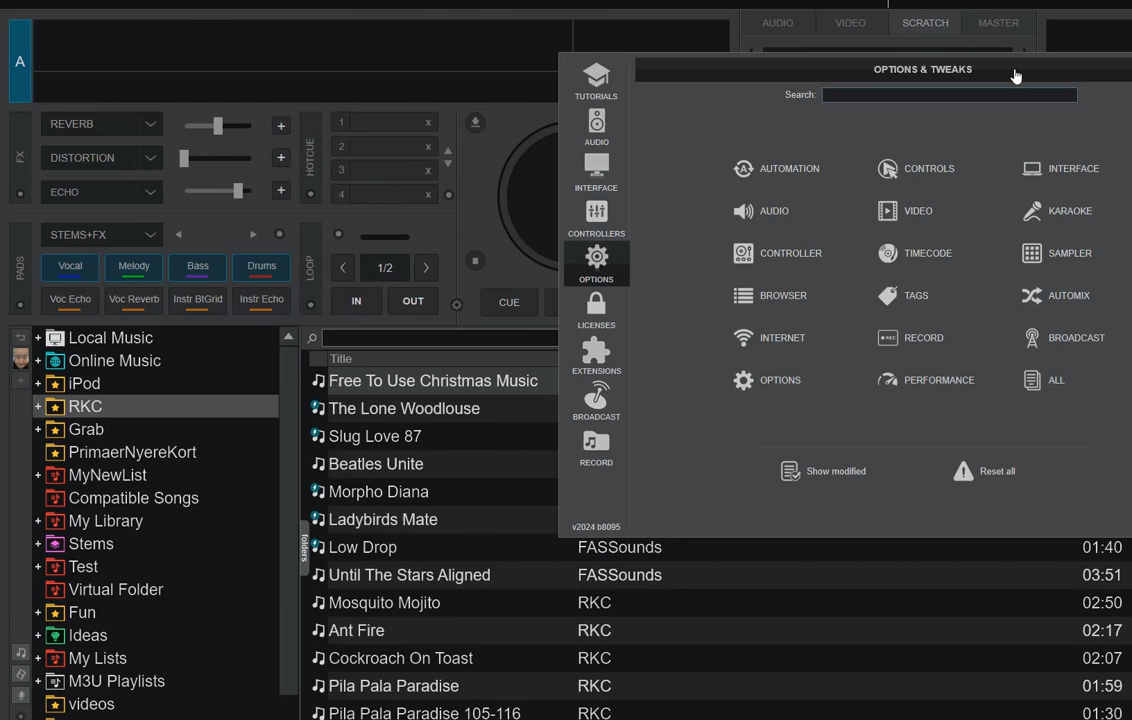 AUDIO VIDEO SCRATCH MASTER
A
TUTORIALS
AUDIO
INTERFACE
CONTROLLERS
OPTIONS
LICENSES
EXTENSIONS
BROADCAST
RECORD
v2024 b8095
OPTIONS & TWEAKS
Search:
AUTOMATION CONTROLS INTERFACE
AUDIO VIDEO KARAOKE
CONTROLLER TIMECODE SAMPLER
BROWSER TAGS AUTOMIX
INTERNET REC RECORD BROADCAST
OPTIONS PERFORMANCE ALL
Show modified Reset all
FX
REVERB +
DISTORTION +
ECHO +
HOTCUE
1 x
2 x
3 x
4 x
PADS
STEMS+FX
Vocal Melody Bass Drums
Voc Echo Voc Reverb Instr BtGrid Instr Echo
LOOP
1/2
IN OUT
CUE
+ Local Music
+ Online Music
+ iPod
+ RKC
+ Grab
PrimaerNyereKort
+ MyNewList
Compatible Songs
+ My Library
+ Stems
+ Test
Virtual Folder
+ Fun
+ Ideas
+ My Lists
+ M3U Playlists
videos
folders
Title
Free To Use Christmas Music
The Lone Woodlouse
Slug Love 87
Beatles Unite
Morpho Diana
Ladybirds Mate
Low Drop FASSounds 01:40
Until The Stars Aligned FASSounds 03:51
Mosquito Mojito RKC 02:50
Ant Fire RKC 02:17
Cockroach On Toast RKC 02:07
Pila Pala Paradise RKC 01:59
Pila Pala Paradise 105-116 RKC 01:30